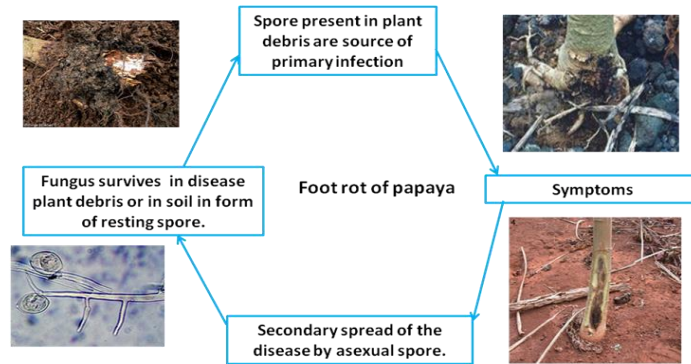 Spore present in plant
debris are source of
primary infection
Fungus survives in disease
plant debris or in soil in form
of resting spore.
Foot rot of papaya
Symptoms
Secondary spread of the
disease by asexual spore.